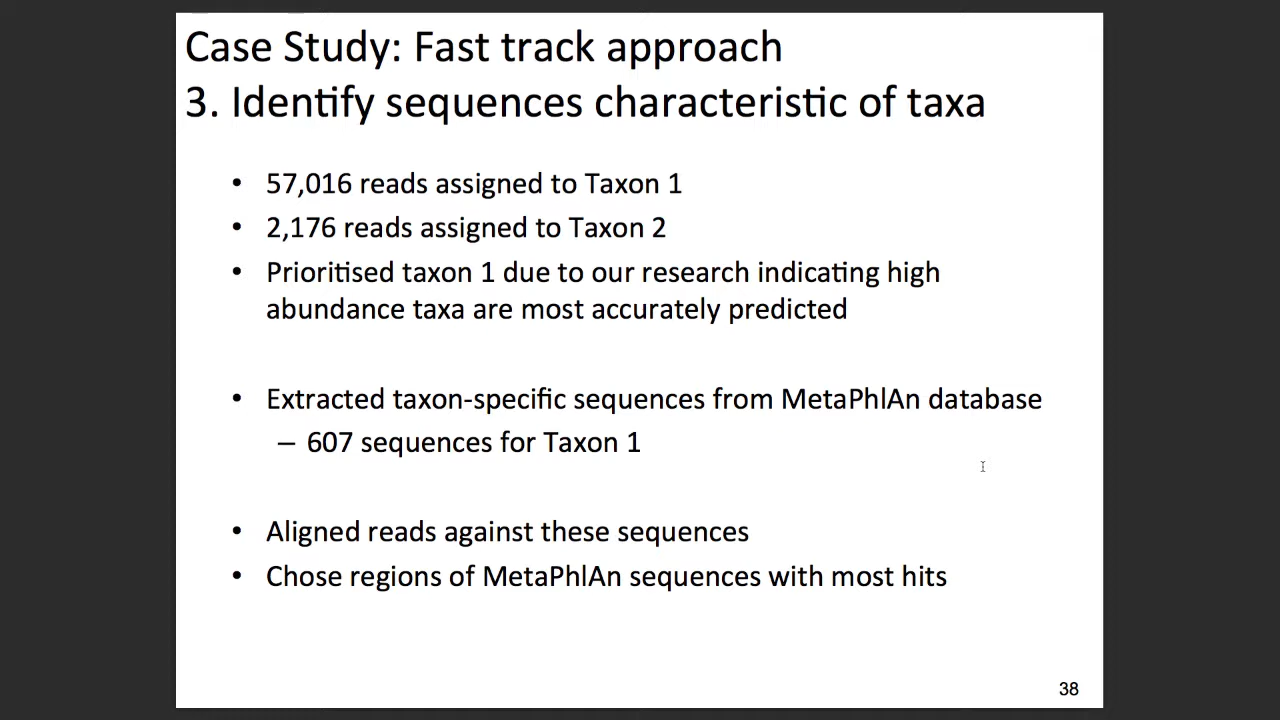 Case Study: Fast track approach
3. Identify sequences characteristic of taxa
• 57,016 reads assigned to Taxon 1
• 2,176 reads assigned to Taxon 2
• Prioritised taxon 1 due to our research indicating high
abundance taxa are most accurately predicted
• Extracted taxon-specific sequences from MetaPhlAn database
– 607 sequences for Taxon 1
• Aligned reads against these sequences
• Chose regions of MetaPhlAn sequences with most hits
38